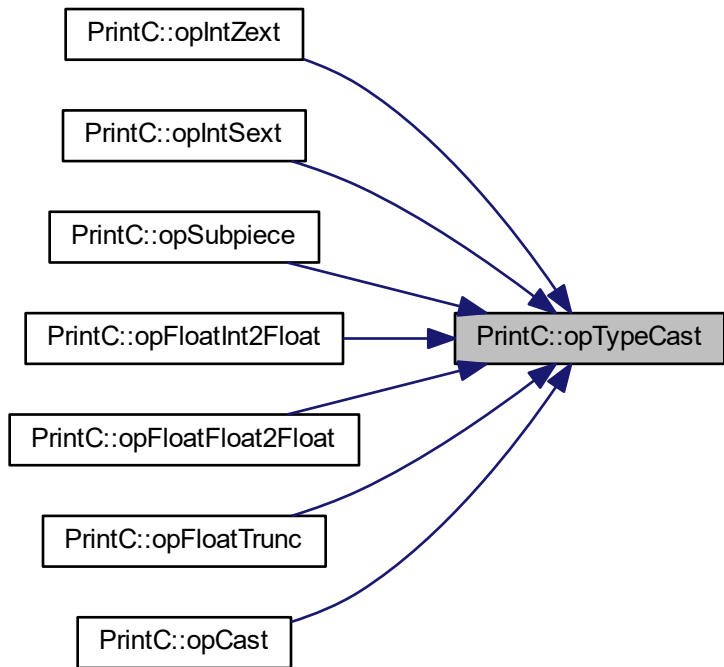 PrintC::opIntZext
PrintC::opIntSext
PrintC::opSubpiece
PrintC::opFloatInt2Float
PrintC::opTypeCast
PrintC::opFloatFloat2Float
PrintC::opFloatTrunc
PrintC::opCast